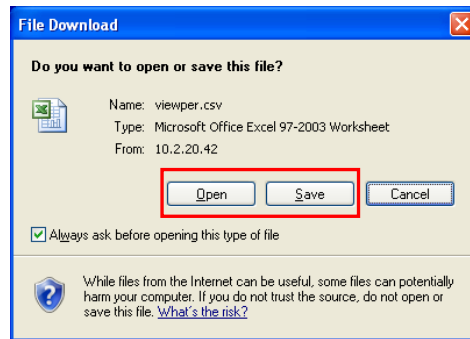 File Download
Do you want to open or save this file?
Name: viewper.csv
Type: Microsoft Office Excel 97-2003 Worksheet
From: 10.2.20.42
Open Save Cancel
Always ask before opening this type of file
While files from the Internet can be useful, some files can potentially
harm your computer. If you do not trust the source, do not open or
save this file. What's the risk?